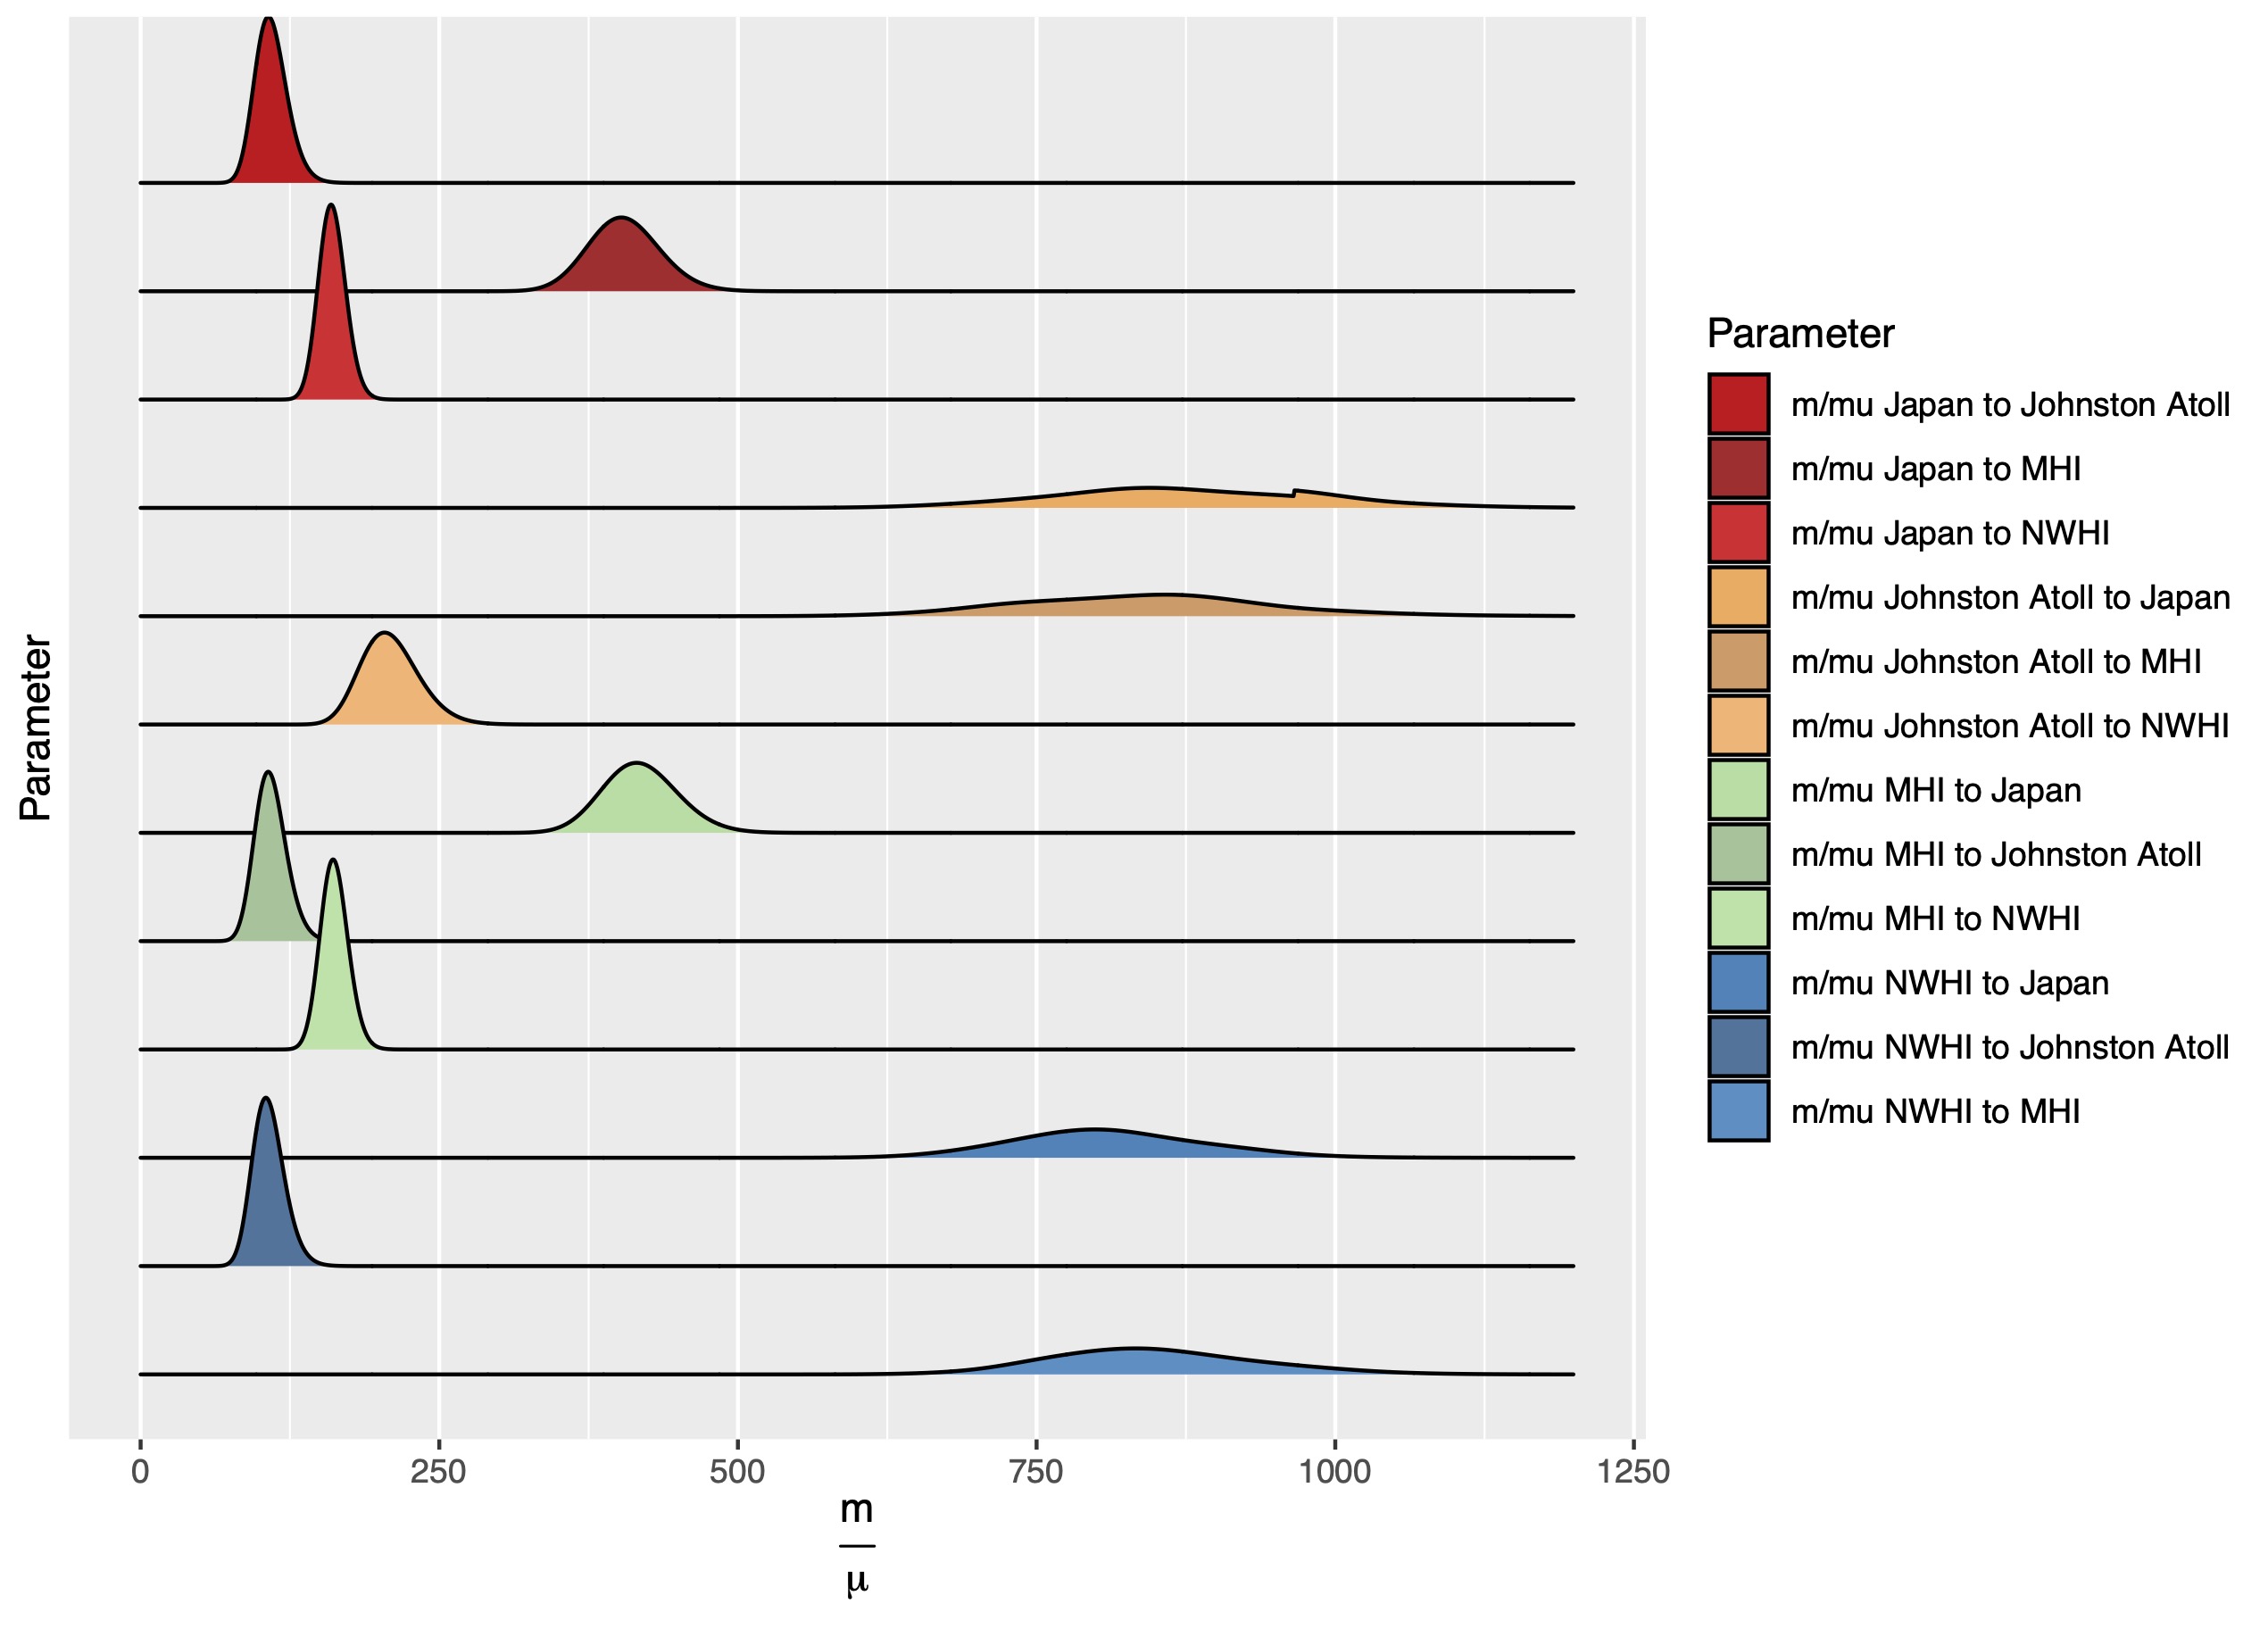 Parameter
0 250 500 750 1000 1250
m
μ
Parameter
m/mu Japan to Johnston Atoll
m/mu Japan to MHI
m/mu Japan to NWHI
m/mu Johnston Atoll to Japan
m/mu Johnston Atoll to MHI
m/mu Johnston Atoll to NWHI
m/mu MHI to Japan
m/mu MHI to Johnston Atoll
m/mu MHI to NWHI
m/mu NWHI to Japan
m/mu NWHI to Johnston Atoll
m/mu NWHI to MHI